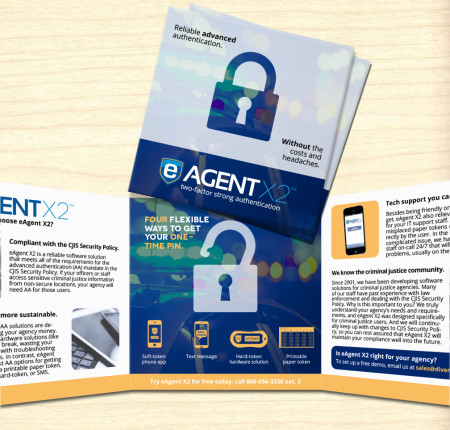 Reliable advanced
authentication.
Without the
costs and
headaches.
e AGENT X2™
two-factor strong authentication
ENT X2™
hoose eAgent X2?
Compliant with the CJIS Security Policy.
eAgent X2 is a reliable software solution
that meets all of the requirements for the
advanced authentication (AA) mandate in the
CJIS Security Policy. If your officers or staff
access sensitive criminal justice information
from non-secure locations, your agency will
need AA for those users.
more sustainable.
AA solutions are de-
ng your agency money.
ardware solutions (like
break, wasting your
with troubleshooting
s. In contrast, eAgent
t AA options for getting
a printable paper token,
hard-token, or SMS.
FOUR FLEXIBLE
WAYS TO GET
YOUR ONE-
TIME PIN.
Soft-token
phone app
Text message
Hard-token
hardware solution
Printable
paper token
Try eAgent X2 for free today: call 866-656-3338 ext. 3
Tech support you ca
Besides being friendly or
get, eAgent X2 also reliev
for your IT support staff.
misplaced paper tokens c
rectly by the user. In the
complicated issue, we ha
staff on-call 24/7 that will
problems, usually on the
We know the criminal justice community.
Since 2001, we have been developing software
solutions for criminal justice agencies. Many
of our staff have past experience with law
enforcement and dealing with the CJIS Security
Policy. Why is this important to you? We truly
understand your agency's needs and require-
ments, and eAgent X2 was designed specifically
for criminal justice users. And we will continu-
ally keep up with changes to CJIS Security Poli-
cy, so you can rest assured that eAgent X2 will
maintain your compliance well into the future.
Is eAgent X2 right for your agency?
To set up a free demo, email us at sales@diver